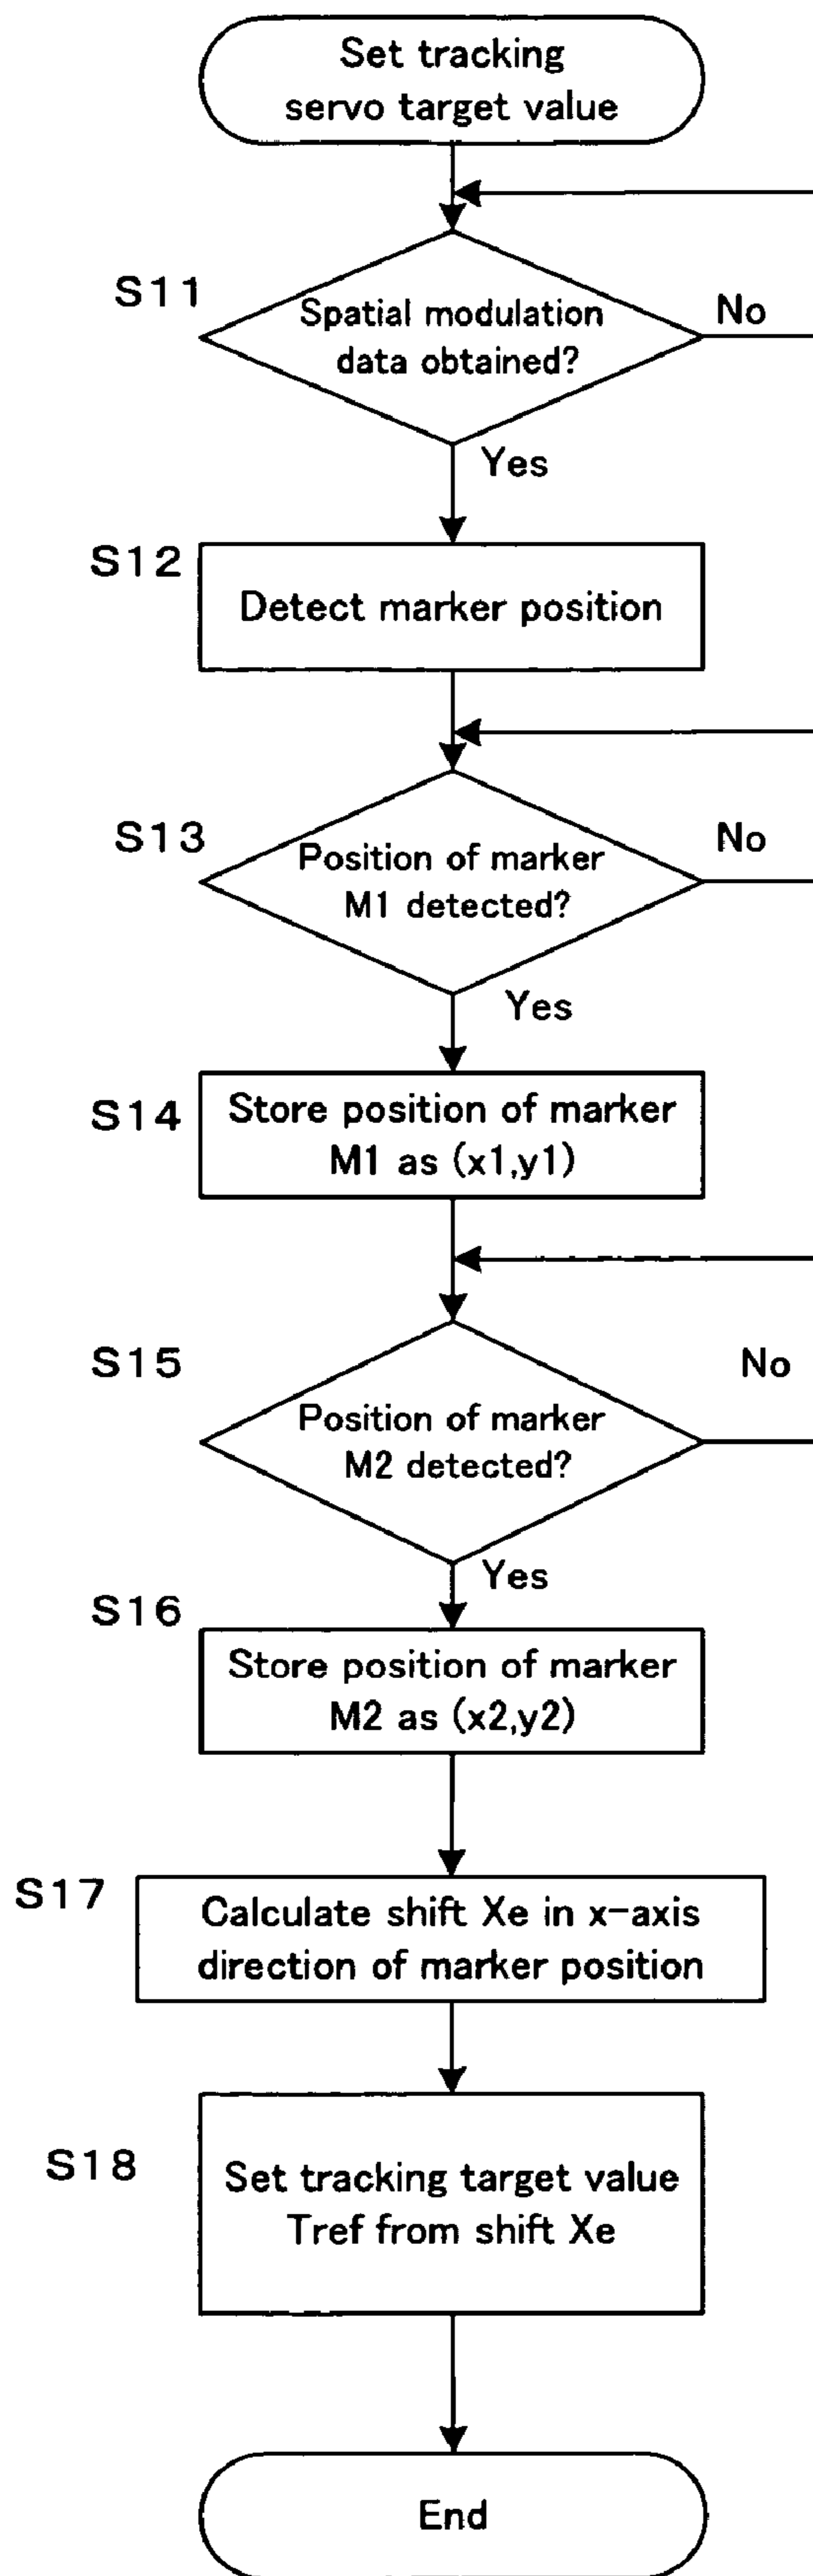 Set tracking
servo target value
S11
Spatial modulation
data obtained?
No
Yes
S12
Detect marker position
S13
Position of marker
M1 detected?
No
Yes
S14
Store position of marker
M1 as (x1,y1)
S15
Position of marker
M2 detected?
No
Yes
S16
Store position of marker
M2 as (x2,y2)
S17
Calculate shift Xe in x-axis
direction of marker position
S18
Set tracking target value
Tref from shift Xe
End